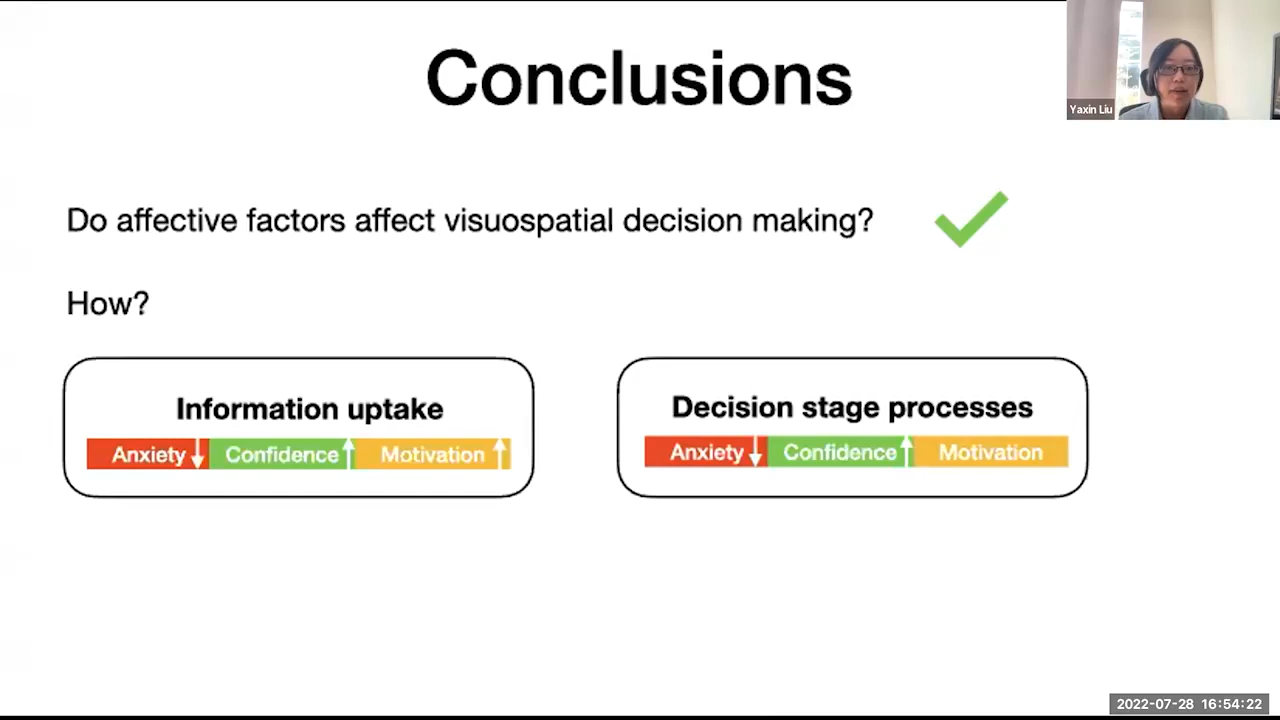 Conclusions
Yaxin Liu
Do affective factors affect visuospatial decision making?
How?
Information uptake
Anxiety Confidence Motivation
Decision stage processes
Anxiety Confidence Motivation
2022-07-28 16:54:22